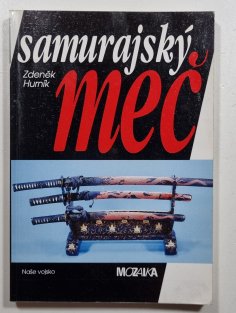 samurajský
Zdeněk
Hurník
meč
Naše vojsko
MOZAIKA